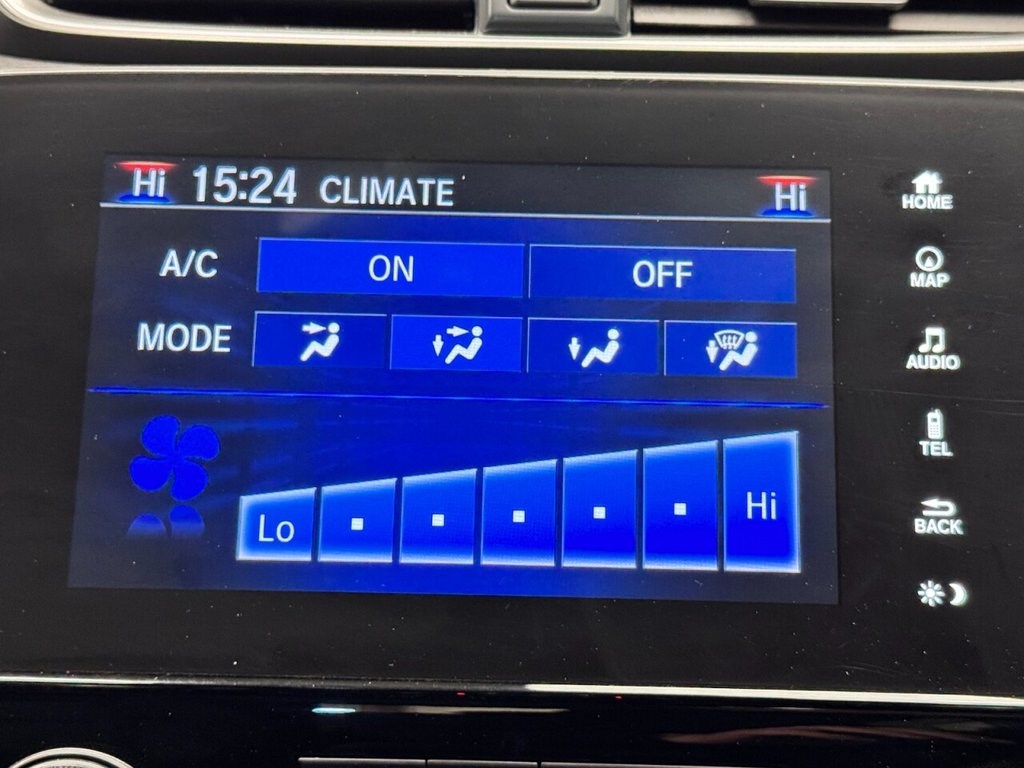 Hi 15:24 CLIMATE Hi
A/C ON OFF
MODE
Lo Hi
HOME
MAP
AUDIO
TEL
BACK